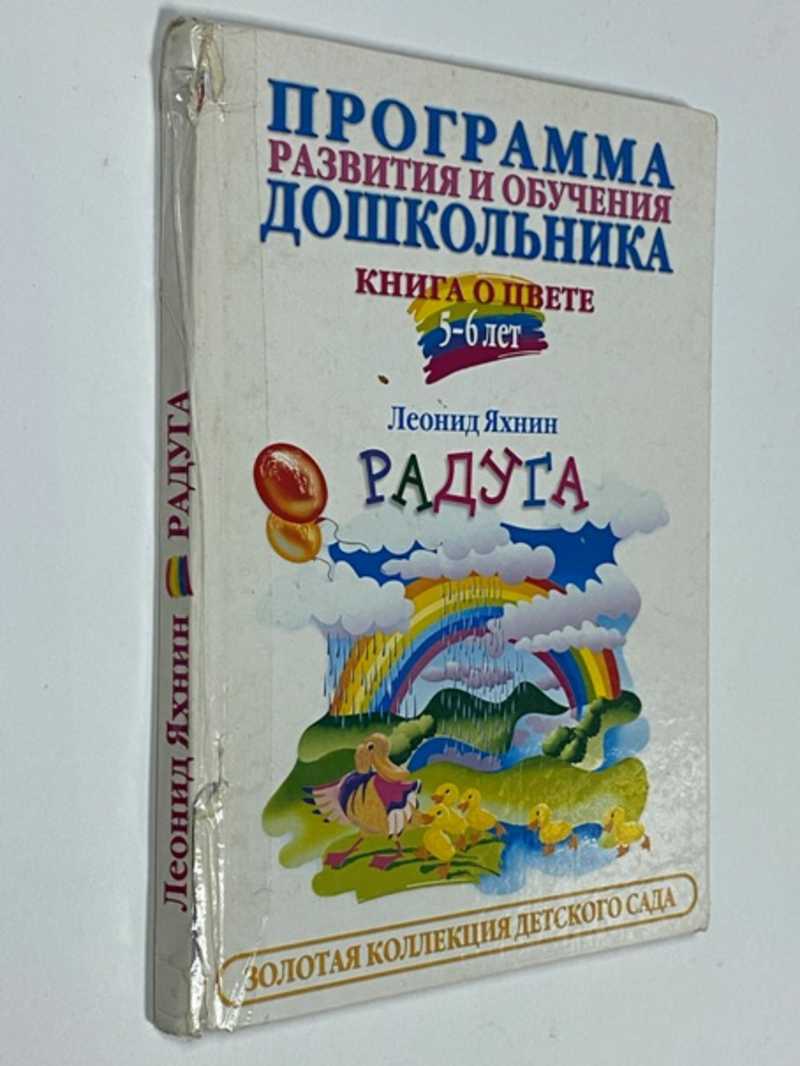 ПРОГРАММА
РАЗВИТИЯ И ОБУЧЕНИЯ
ДОШКОЛЬНИКА
КНИГА О ЦВЕТЕ
5-6 лет
Леонид Яхнин
РАДУГА
ЗОЛОТАЯ КОЛЛЕКЦИЯ ДЕТСКОГО САДА
Леонид Яхнин РАДУГА